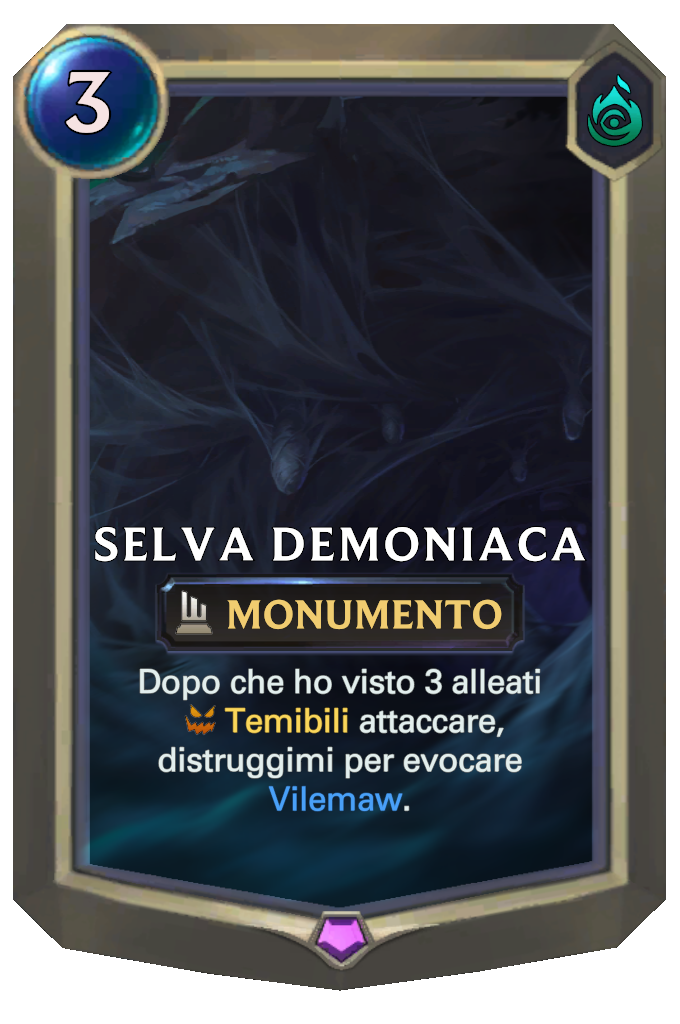 3
SELVA DEMONIACA
MONUMENTO
Dopo che ho visto 3 alleati
Temibili attaccare,
distruggimi per evocare
Vilemaw.